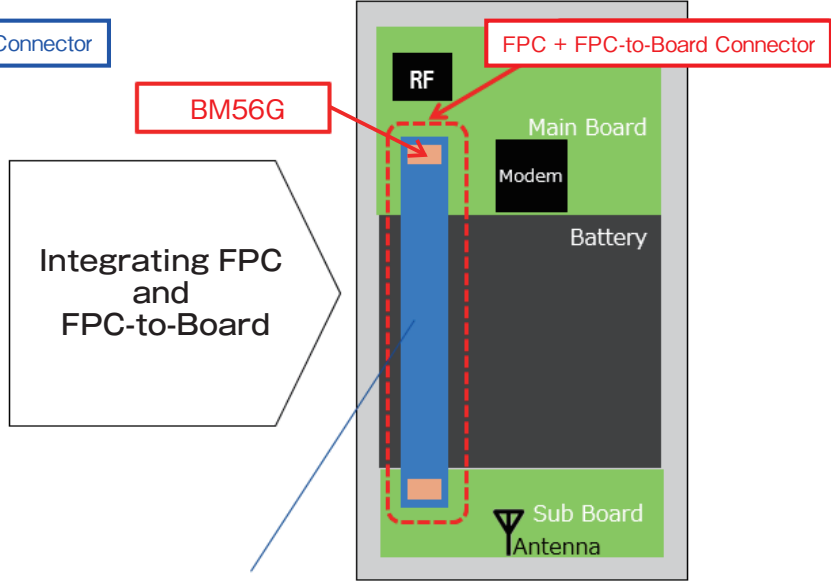 Connector
FPC + FPC-to-Board Connector
RF
BM56G
Main Board
Modem
Integrating FPC
and
FPC-to-Board
Battery
Sub Board
Antenna